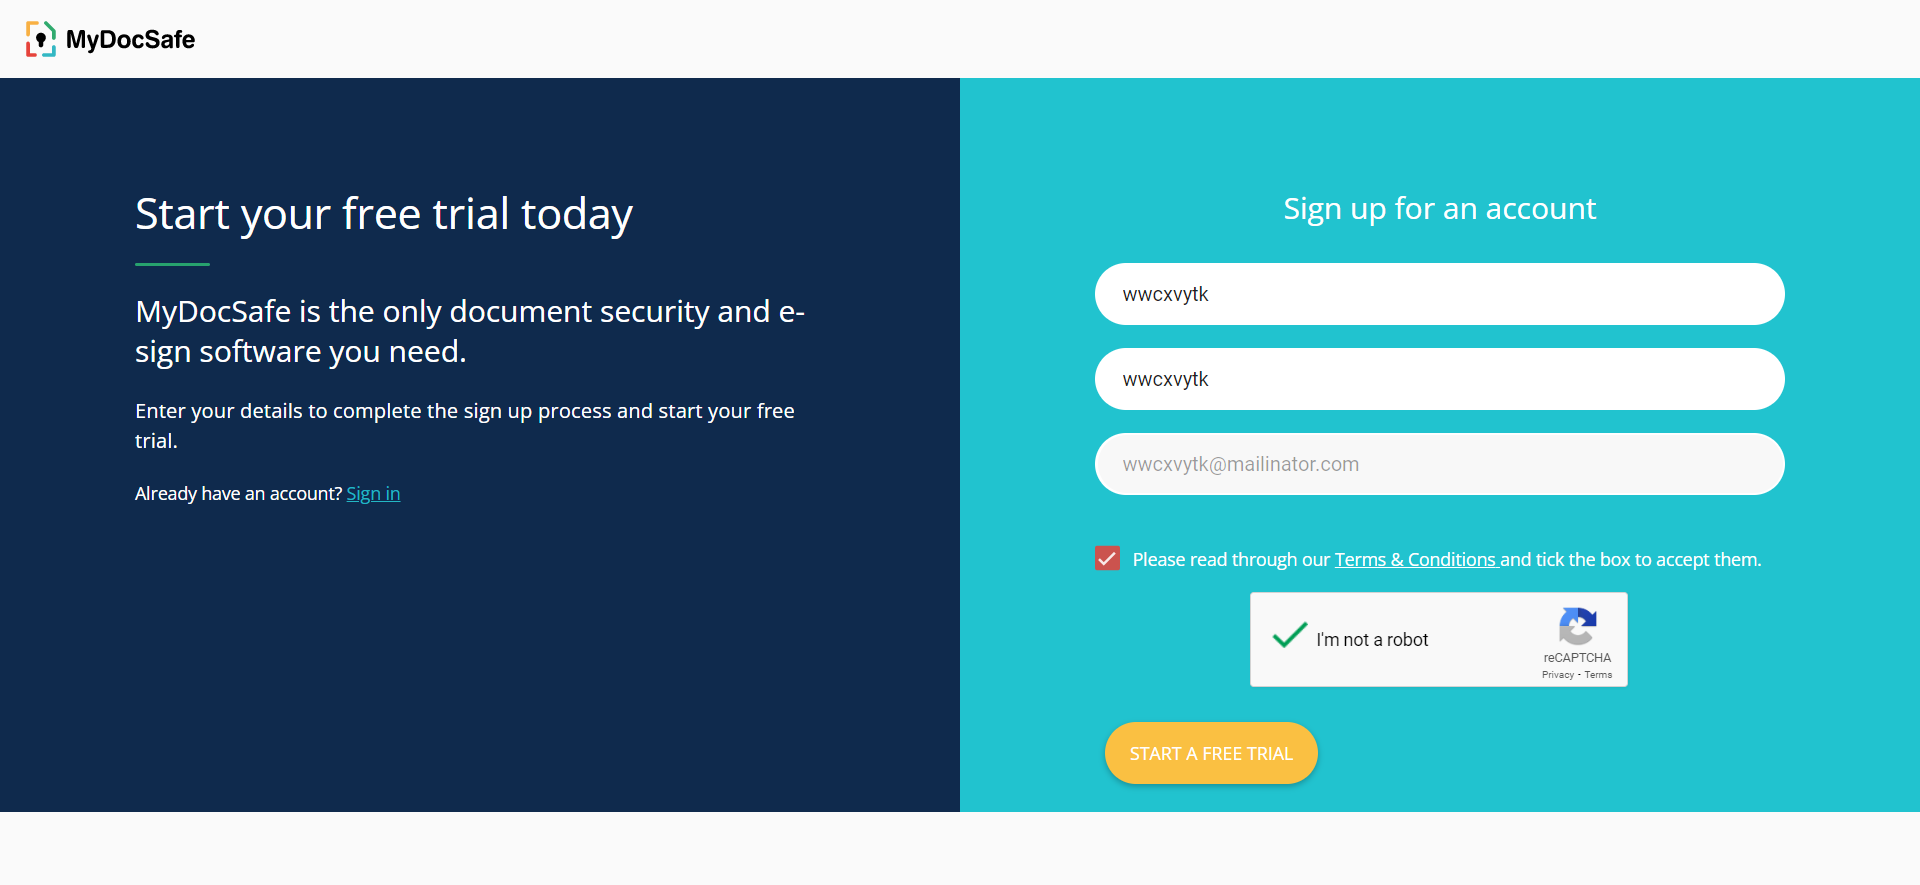 MyDocSafe
Start your free trial today
MyDocSafe is the only document security and e-
sign software you need.
Enter your details to complete the sign up process and start your free
trial.
Already have an account? Sign in
Sign up for an account
wwcxvytk
wwcxvytk
wwcxvytk@mailinator.com
Please read through our Terms & Conditions and tick the box to accept them.
I'm not a robot
reCAPTCHA
Privacy - Terms
START A FREE TRIAL